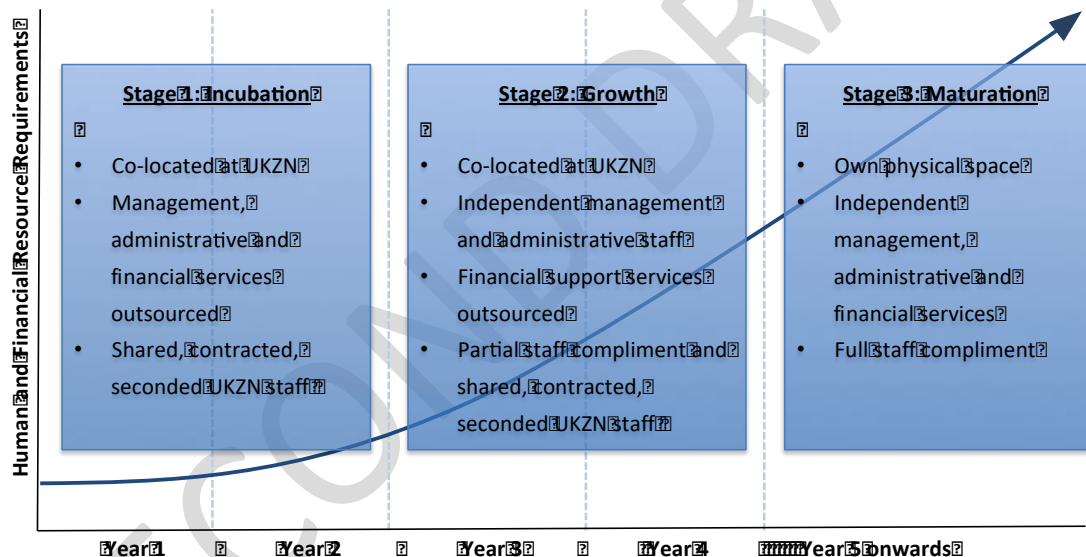 Human and Financial Resource Requirements
Stage 1: Incubation
• Co-located at UKZN
• Management,
administrative and
financial services
outsourced
• Shared, contracted,
seconded UKZN staff
Stage 2: Growth
• Co-located at UKZN
• Independent management
and administrative staff
• Financial support services
outsourced
• Partial staff compliment and
shared, contracted,
seconded UKZN staff
Stage 3: Maturation
• Own physical space
• Independent
management,
administrative and
financial services
• Full staff compliment
Year 1 Year 2 Year 3 Year 4 Year 5 onwards
ECOND DRA